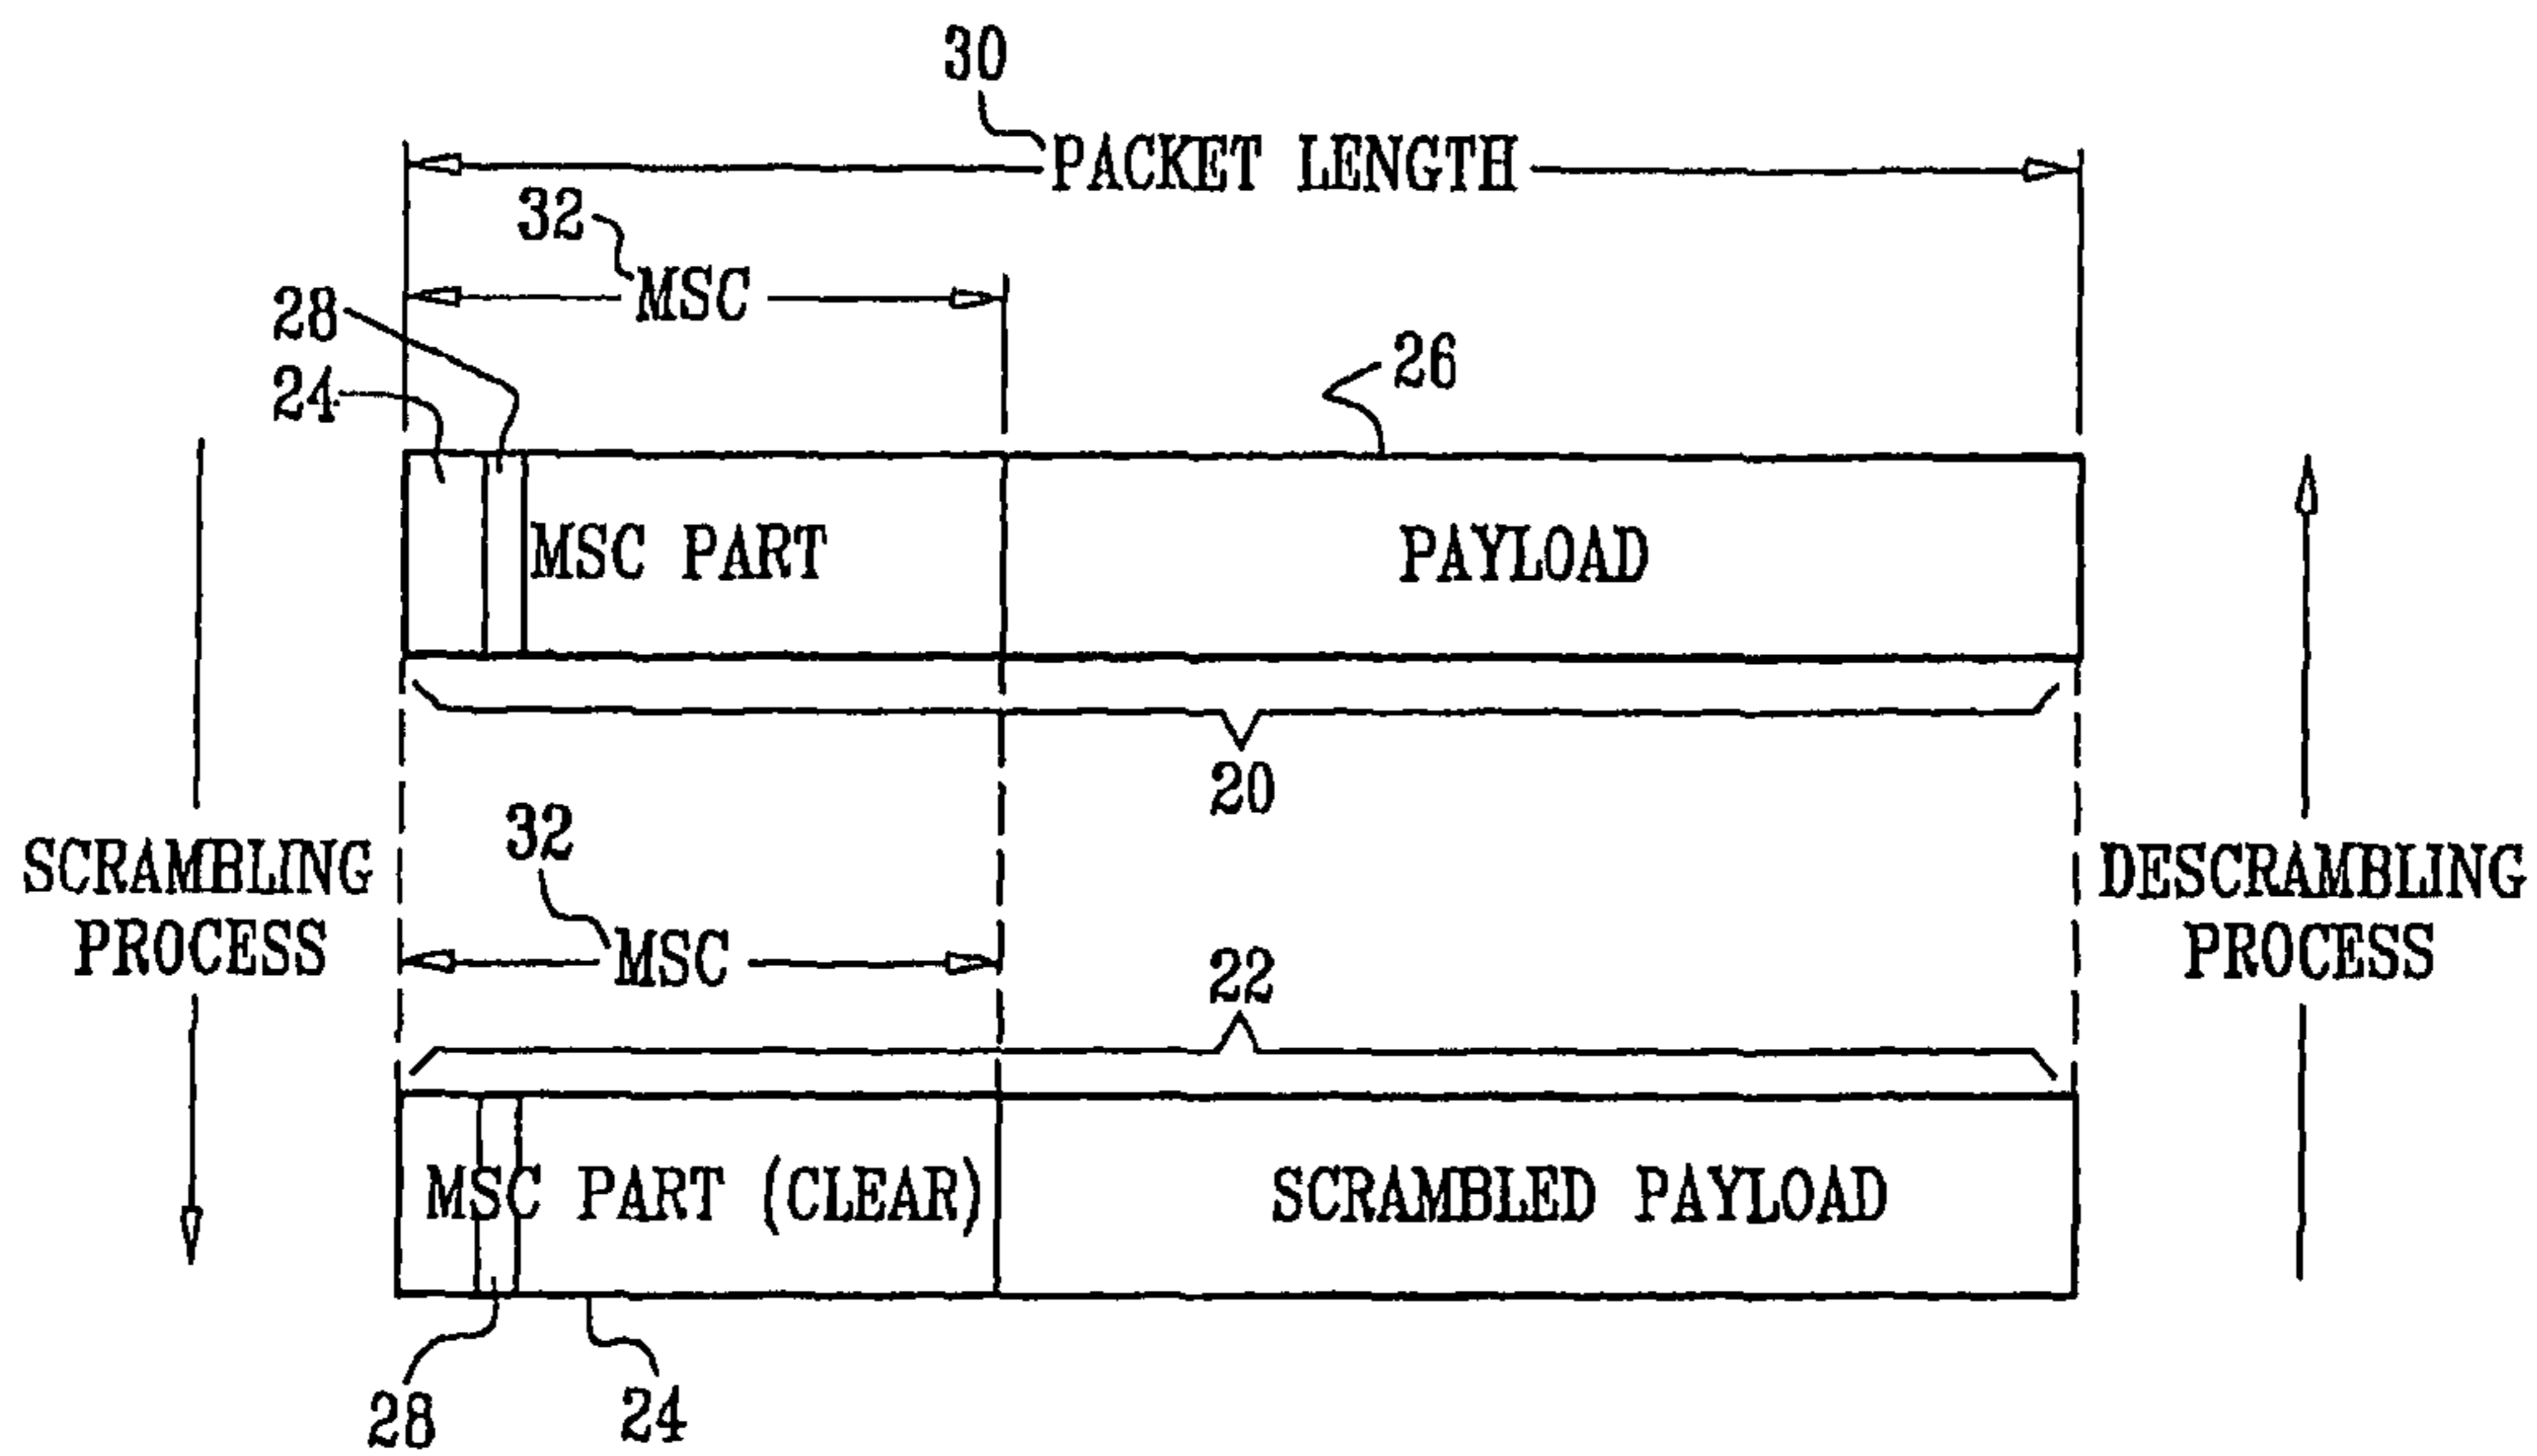 30
PACKET LENGTH
32
MSC
28
26
24
MSC PART
PAYLOAD
20
32
SCRAMBLING
PROCESS
DESCRAMBLING
PROCESS
MSC
22
MSC PART (CLEAR)
SCRAMBLED PAYLOAD
28
24